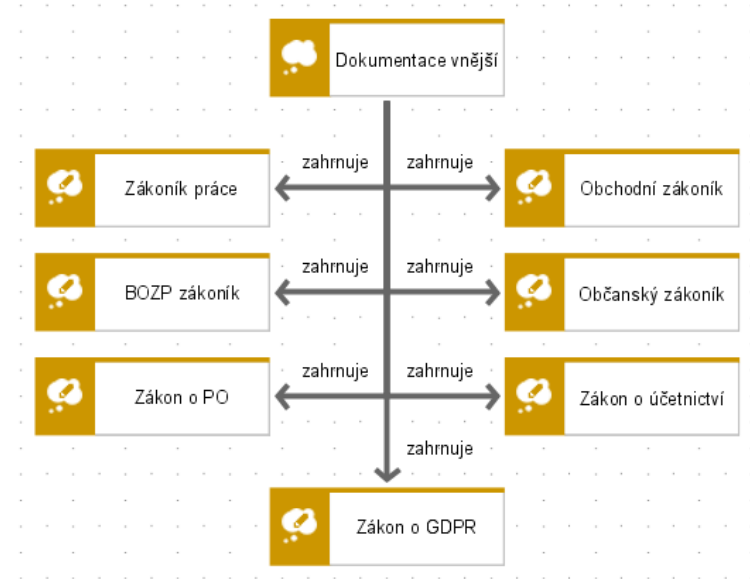 Dokumentace vnější
zahrnuje zahrnuje
Zákoník práce Obchodní zákoník
zahrnuje zahrnuje
BOZP zákoník Občanský zákoník
zahrnuje zahrnuje
Zákon o PO Zákon o účetnictví
zahrnuje
Zákon o GDPR